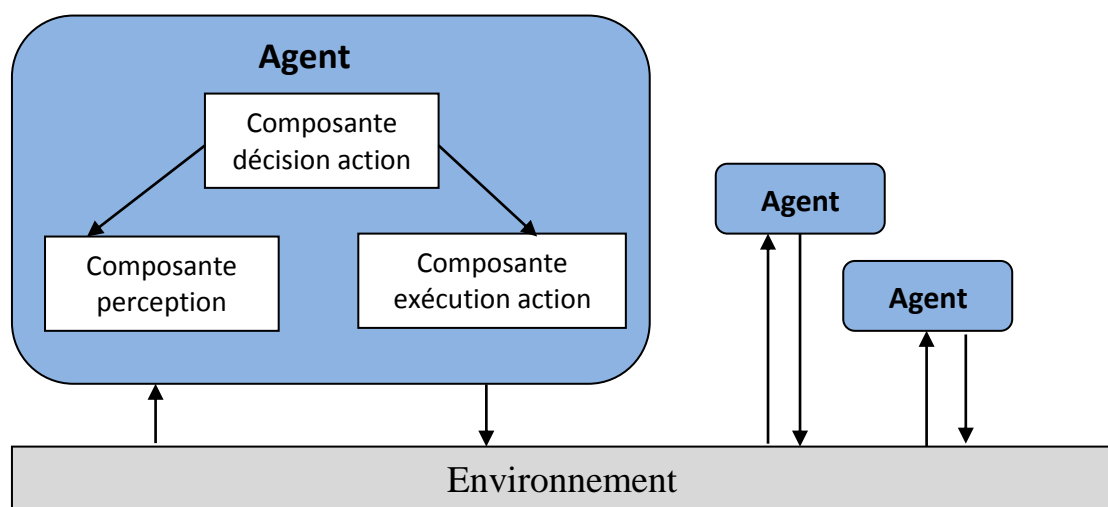 Agent
Composante
décision action
Composante
perception
Composante
exécution action
Agent
Agent
Environnement